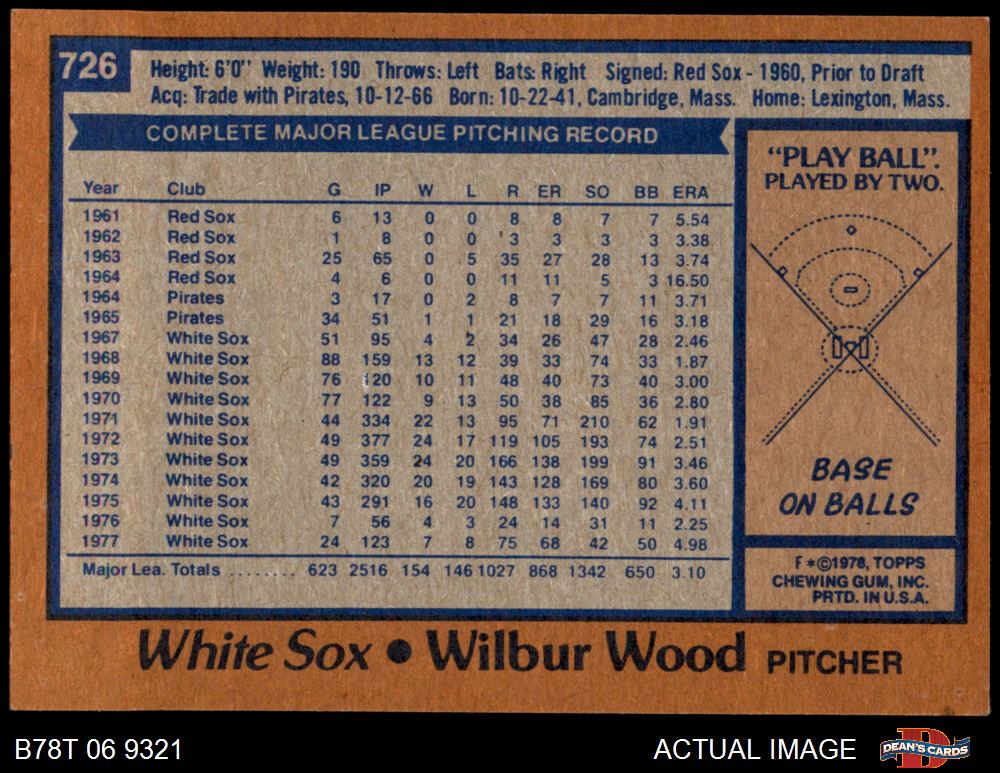 726
Height: 6'0" Weight: 190 Throws: Left Bats: Right Signed: Red Sox - 1960, Prior to Draft
Acq: Trade with Pirates, 10-12-66 Born: 10-22-41, Cambridge, Mass. Home: Lexington, Mass.
COMPLETE MAJOR LEAGUE PITCHING RECORD
Year Club G IP W L R ER SO BB ERA
1961 Red Sox 6 13 0 0 8 8 7 7 5.54
1962 Red Sox 1 8 0 0 3 3 3 3 3.38
1963 Red Sox 25 65 0 5 35 27 28 13 3.74
1964 Red Sox 4 6 0 0 11 11 5 3 16.50
1964 Pirates 3 17 0 2 8 7 7 11 3.71
1965 Pirates 34 51 1 1 21 18 29 16 3.18
1967 White Sox 51 95 4 2 34 26 47 28 2.46
1968 White Sox 88 159 13 12 39 33 74 33 1.87
1969 White Sox 76 120 10 11 48 40 73 40 3.00
1970 White Sox 77 122 9 13 50 38 85 36 2.80
1971 White Sox 44 334 22 13 95 71 210 62 1.91
1972 White Sox 49 377 24 17 119 105 193 74 2.51
1973 White Sox 49 359 24 20 166 138 199 91 3.46
1974 White Sox 42 320 20 19 143 128 169 80 3.60
1975 White Sox 43 291 16 20 148 133 140 92 4.11
1976 White Sox 7 56 4 3 24 14 31 11 2.25
1977 White Sox 24 123 7 8 75 68 42 50 4.98
Major Lea. Totals ........ 623 2516 154 146 1027 868 1342 650 3.10
"PLAY BALL".
PLAYED BY TWO.
BASE
ON BALLS
F *©1978, TOPPS
CHEWING GUM, INC.
PRTD. IN U.S.A.
White Sox • Wilbur Wood PITCHER
B78T 06 9321
ACTUAL IMAGE
DEAN'S CARDS